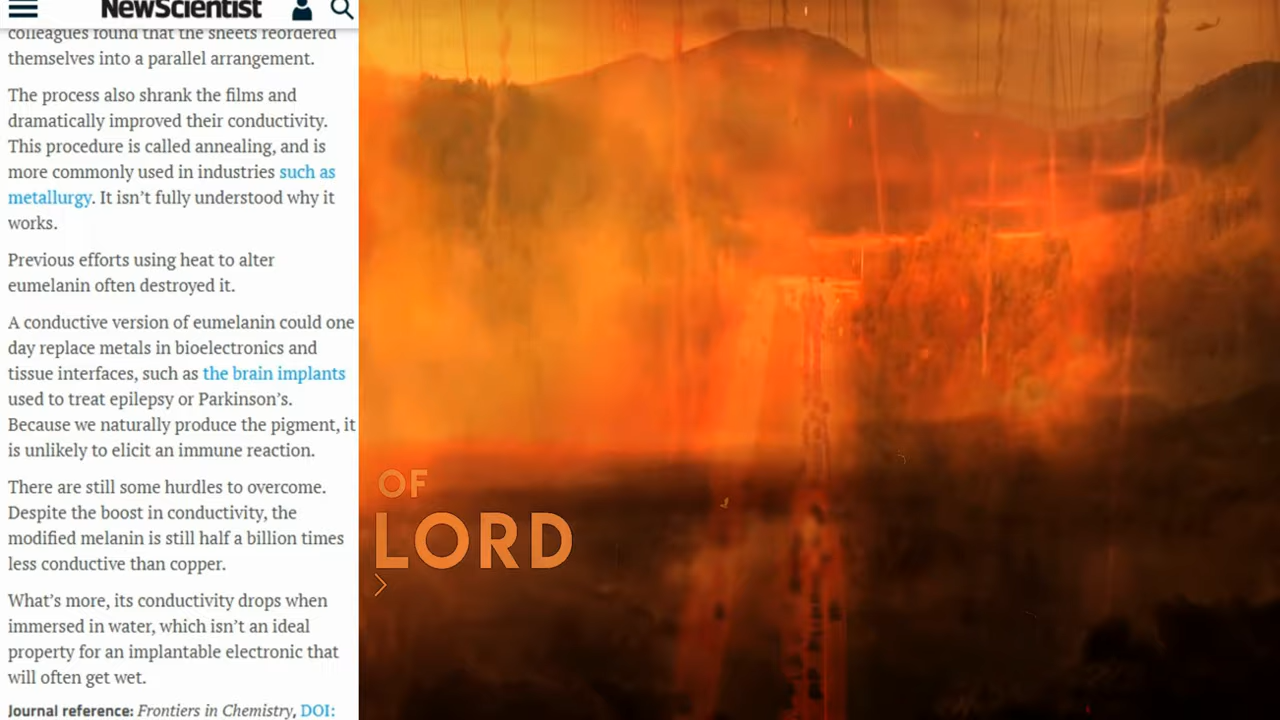 NewScientist
colleagues found that the sheets reordered
themselves into a parallel arrangement.
The process also shrank the films and
dramatically improved their conductivity.
This procedure is called annealing, and is
more commonly used in industries such as
metallurgy. It isn’t fully understood why it
works.
Previous efforts using heat to alter
eumelanin often destroyed it.
A conductive version of eumelanin could one
day replace metals in bioelectronics and
tissue interfaces, such as the brain implants
used to treat epilepsy or Parkinson’s.
Because we naturally produce the pigment, it
is unlikely to elicit an immune reaction.
There are still some hurdles to overcome.
Despite the boost in conductivity, the
modified melanin is still half a billion times
less conductive than copper.
What’s more, its conductivity drops when
immersed in water, which isn’t an ideal
property for an implantable electronic that
will often get wet.
Journal reference: Frontiers in Chemistry, DOI:
OF
LORD